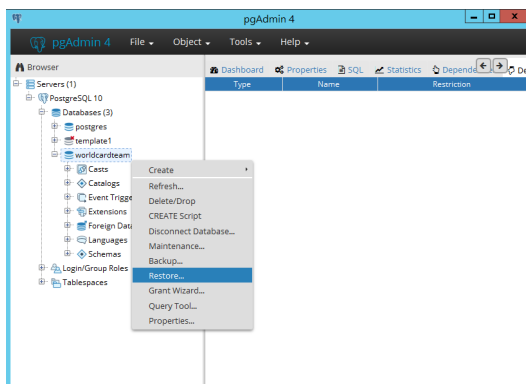 pgAdmin 4
pgAdmin 4 File Object Tools Help
Browser
Dashboard Properties SQL Statistics Depende De
Type Name Restriction
Servers (1)
PostgreSQL 10
Databases (3)
postgres
template1
worldcardteam
Casts
Catalogs
Event Trigge
Extensions
Foreign Data
Languages
Schemas
Login/Group Roles
Tablespaces
Create
Refresh...
Delete/Drop
CREATE Script
Disconnect Database...
Maintenance...
Backup...
Restore...
Grant Wizard...
Query Tool...
Properties...